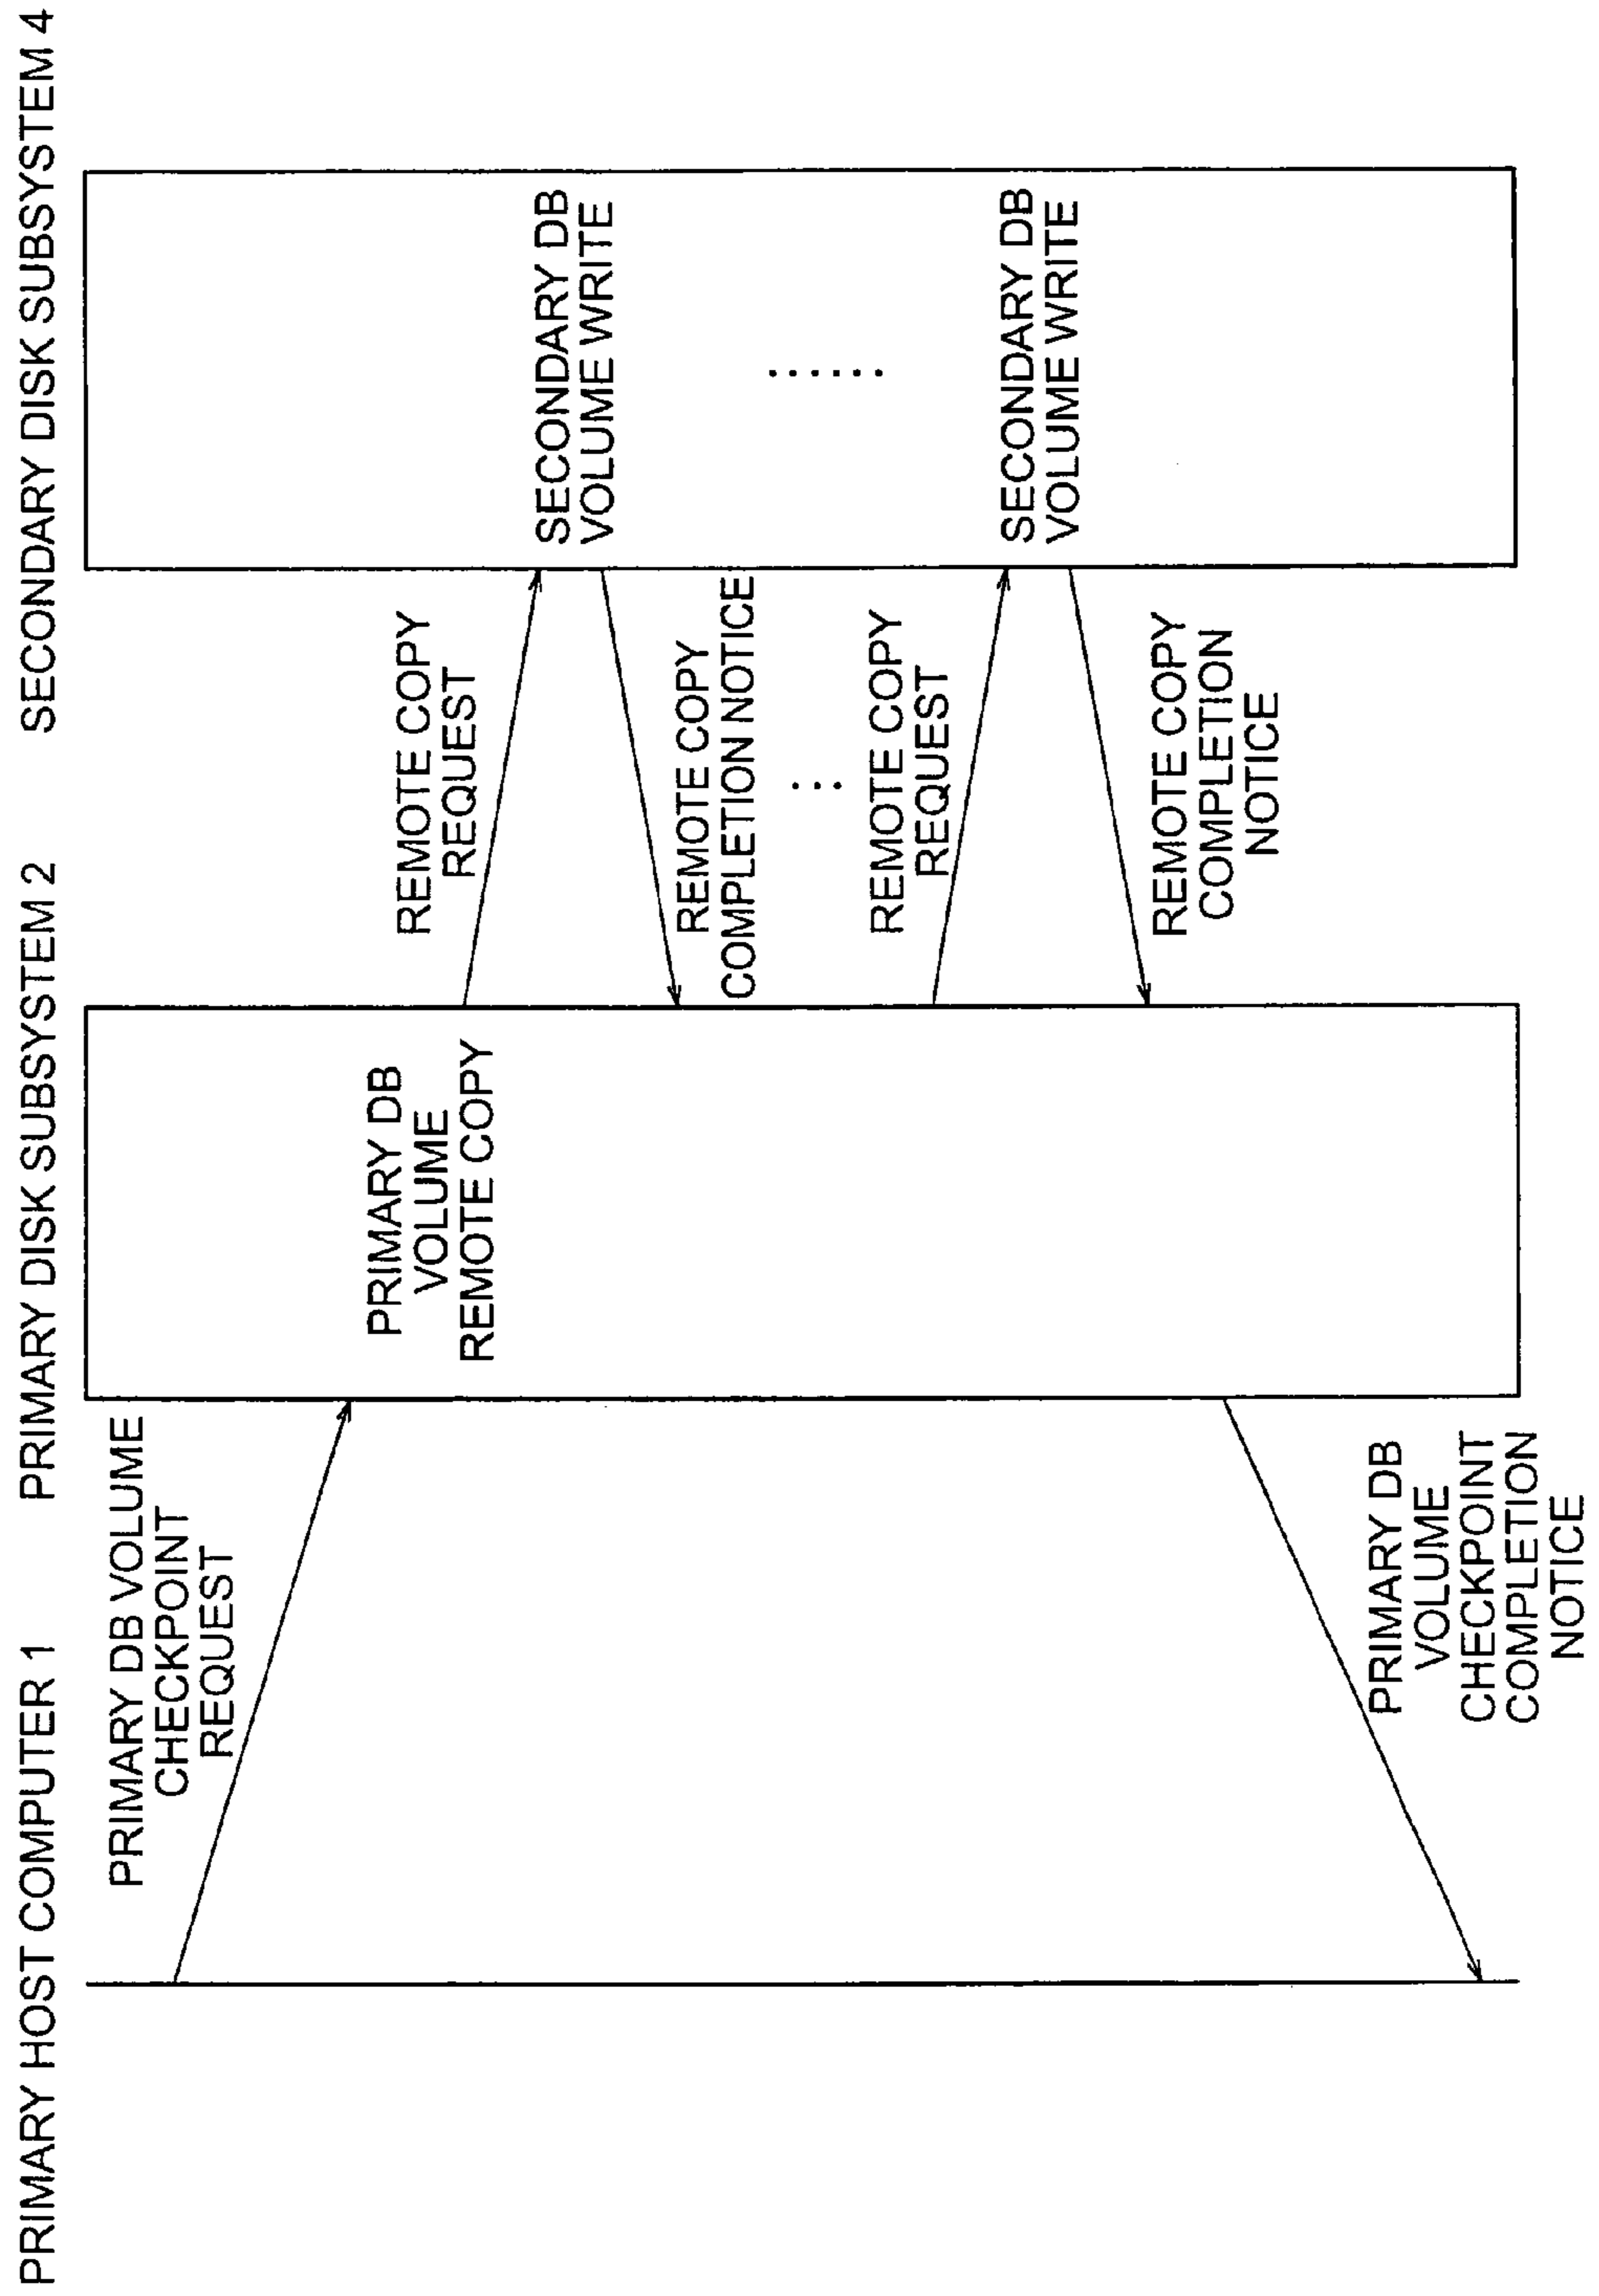 PRIMARY HOST COMPUTER 1
PRIMARY DISK SUBSYSTEM 2
SECONDARY DISK SUBSYSTEM 4
PRIMARY DB VOLUME
CHECKPOINT
REQUEST
PRIMARY DB
VOLUME
REMOTE COPY
REMOTE COPY
REQUEST
SECONDARY DB
VOLUME WRITE
REMOTE COPY
COMPLETION NOTICE
...
......
REMOTE COPY
REQUEST
SECONDARY DB
VOLUME WRITE
REMOTE COPY
COMPLETION
NOTICE
PRIMARY DB
VOLUME
CHECKPOINT
COMPLETION
NOTICE